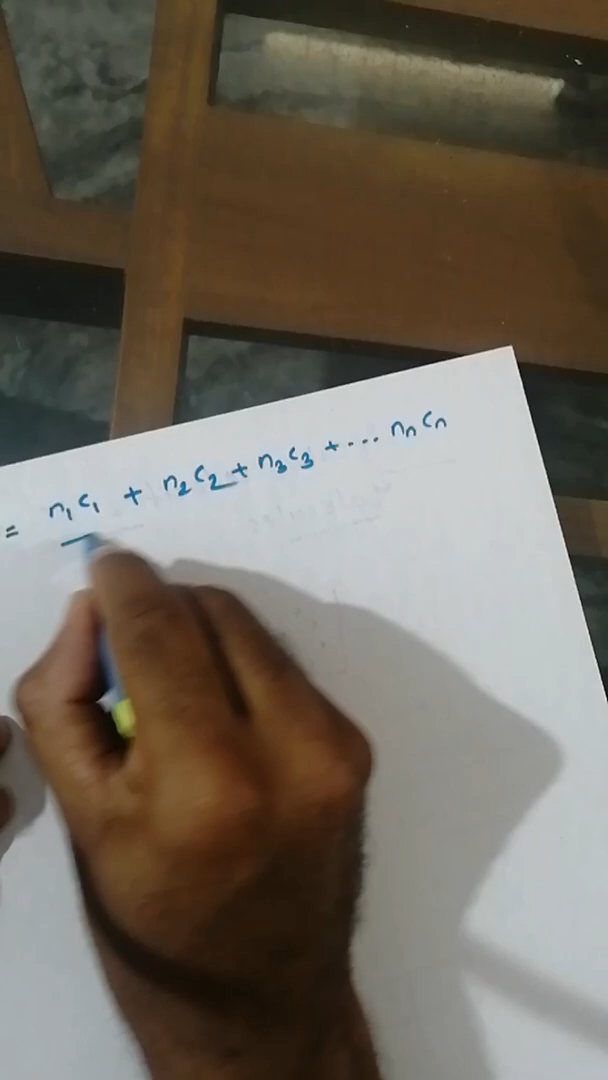 = n₁c₁ + n₂c₂ + n₃c₃ + ... nₙcₙ